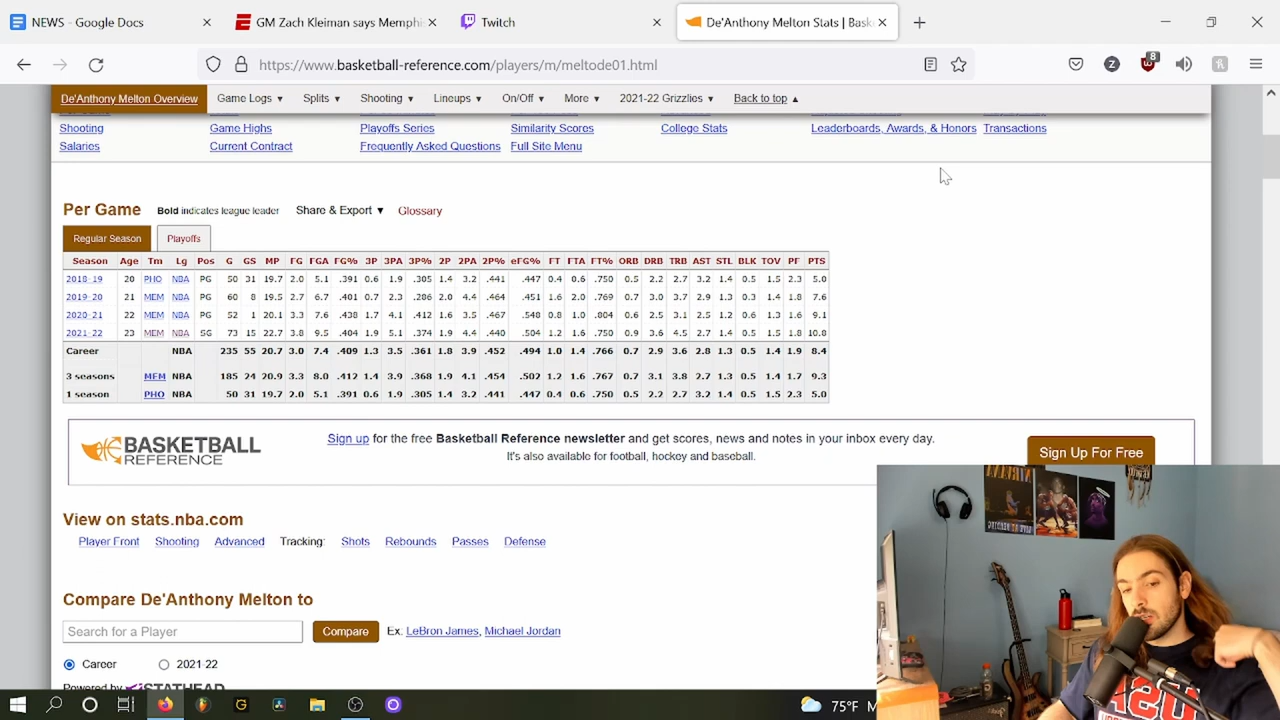 NEWS - Google Docs
GM Zach Kleiman says Memphi
Twitch
De'Anthony Melton Stats | Bask
https://www.basketball-reference.com/players/m/meltode01.html
8
De'Anthony Melton Overview Game Logs ▼ Splits ▼ Shooting ▼ Lineups ▼ On/Off ▼ More ▼ 2021-22 Grizzlies ▼ Back to top ▲
Shooting Game Highs Playoffs Series Similarity Scores College Stats Leaderboards, Awards, & Honors Transactions
Salaries Current Contract Frequently Asked Questions Full Site Menu
Per Game Bold indicates league leader Share & Export ▼ Glossary
Regular Season Playoffs
Season Age Tm Lg Pos G GS MP FG FGA FG% 3P 3PA 3P% 2P 2PA 2P% eFG% FT FTA FT% ORB DRB TRB AST STL BLK TOV PF PTS
2018-19 20 PHO NBA PG 50 31 19.7 2.0 5.1 .391 0.6 1.9 .305 1.4 3.2 .441 .447 0.4 0.6 .750 0.5 2.2 2.7 3.2 1.4 0.5 1.5 2.3 5.0
2019-20 21 MEM NBA PG 60 8 19.5 2.7 6.7 .401 0.7 2.3 .286 2.0 4.4 .464 .451 1.6 2.0 .769 0.7 3.0 3.7 2.9 1.3 0.3 1.4 1.8 7.6
2020-21 22 MEM NBA PG 52 1 20.1 3.3 7.6 .438 1.7 4.1 .412 1.6 3.5 .467 .548 0.8 1.0 .804 0.6 2.5 3.1 2.5 1.2 0.6 1.3 1.6 9.1
2021-22 23 MEM NBA SG 73 15 22.7 3.8 9.5 .404 1.9 5.1 .374 1.9 4.4 .440 .504 1.2 1.6 .750 0.9 3.6 4.5 2.7 1.4 0.5 1.5 1.8 10.8
Career NBA 235 55 20.7 3.0 7.4 .409 1.3 3.5 .361 1.8 3.9 .452 .494 1.0 1.4 .766 0.7 2.9 3.6 2.8 1.3 0.5 1.4 1.9 8.4
3 seasons MEM NBA 185 24 20.9 3.3 8.0 .412 1.4 3.9 .368 1.9 4.1 .454 .502 1.2 1.6 .767 0.7 3.1 3.8 2.7 1.3 0.5 1.4 1.7 9.3
1 season PHO NBA 50 31 19.7 2.0 5.1 .391 0.6 1.9 .305 1.4 3.2 .441 .447 0.4 0.6 .750 0.5 2.2 2.7 3.2 1.4 0.5 1.5 2.3 5.0
BASKETBALL
REFERENCE
Sign up for the free Basketball Reference newsletter and get scores, news and notes in your inbox every day.
It's also available for football, hockey and baseball.
Sign Up For Free
View on stats.nba.com
Player Front Shooting Advanced Tracking: Shots Rebounds Passes Defense
Compare De'Anthony Melton to
Search for a Player Compare Ex: LeBron James, Michael Jordan
Career 2021-22
Powered by STATHEAD
75°F